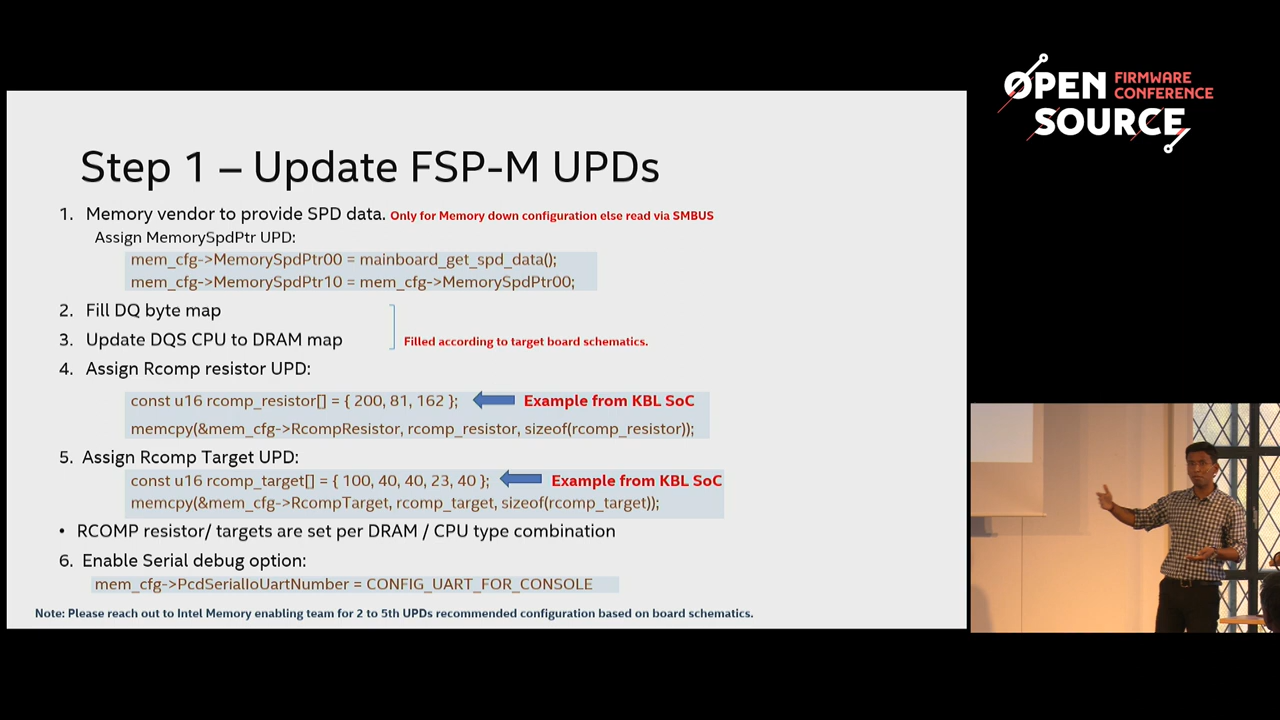 OPEN FIRMWARE
CONFERENCE
SOURCE
Step 1 – Update FSP-M UPDs
1. Memory vendor to provide SPD data. Only for Memory down configuration else read via SMBUS
Assign MemorySpdPtr UPD:
mem_cfg->MemorySpdPtr00 = mainboard_get_spd_data();
mem_cfg->MemorySpdPtr10 = mem_cfg->MemorySpdPtr00;
2. Fill DQ byte map
3. Update DQS CPU to DRAM map
Filled according to target board schematics.
4. Assign Rcomp resistor UPD:
const u16 rcomp_resistor[] = { 200, 81, 162 }; Example from KBL SoC
memcpy(&mem_cfg->RcompResistor, rcomp_resistor, sizeof(rcomp_resistor));
5. Assign Rcomp Target UPD:
const u16 rcomp_target[] = { 100, 40, 40, 23, 40 }; Example from KBL SoC
memcpy(&mem_cfg->RcompTarget, rcomp_target, sizeof(rcomp_target));
• RCOMP resistor/ targets are set per DRAM / CPU type combination
6. Enable Serial debug option:
mem_cfg->PcdSerialIoUartNumber = CONFIG_UART_FOR_CONSOLE
Note: Please reach out to Intel Memory enabling team for 2 to 5th UPDs recommended configuration based on board schematics.